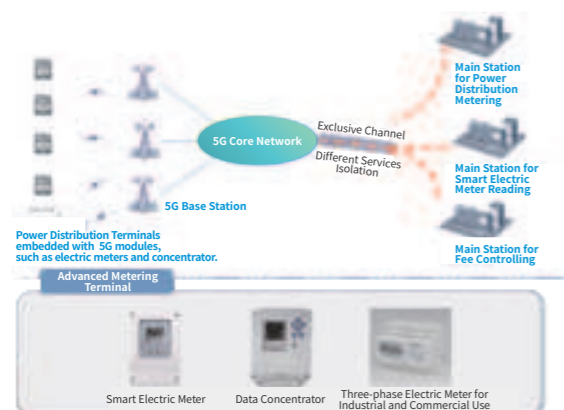 Main Station
for Power
Distribution
Metering
5G Core Network
Exclusive Channel
Different Services
Isolation
Main Station for
Smart Electric
Meter Reading
5G Base Station
Power Distribution Terminals
embedded with 5G modules,
such as electric meters and concentrator.
Main Station for
Fee Controlling
Advanced Metering
Terminal
Smart Electric Meter
Data Concentrator
Three-phase Electric Meter for
Industrial and Commercial Use